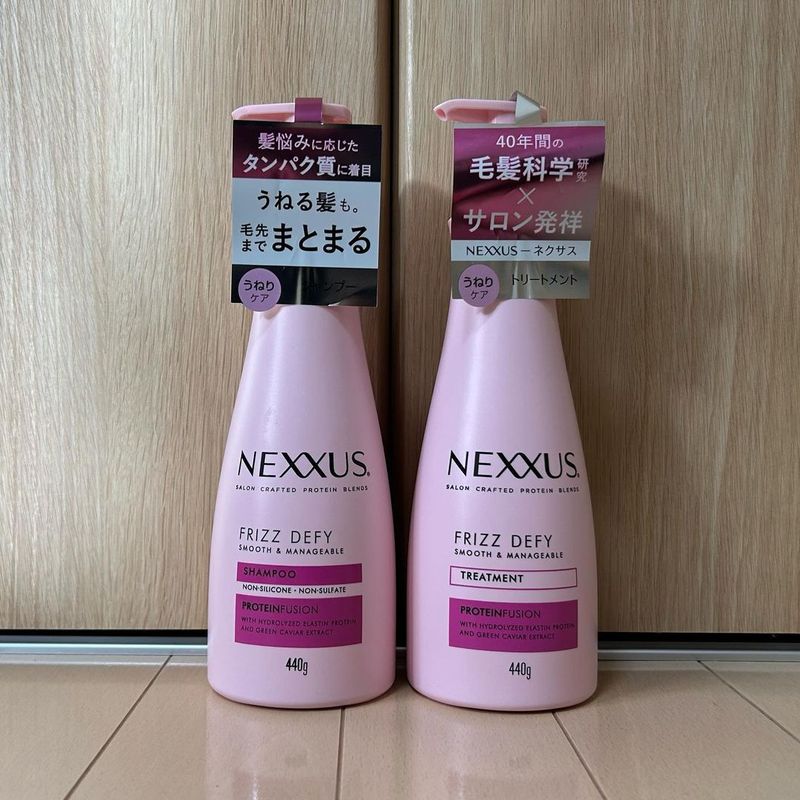 髪悩みに応じた
タンパク質に着目
うねる髪も。
毛先まで まとまる
うねりケア
シャンプー
NEXXUS®
SALON CRAFTED PROTEIN BLENDS
FRIZZ DEFY
SMOOTH & MANAGEABLE
SHAMPOO
NON-SILICONE • NON-SULFATE
PROTEINFUSION
WITH HYDROLYZED ELASTIN PROTEIN
AND GREEN CAVIAR EXTRACT
440g
40年間の
毛髪科学研究
×
サロン発祥
NEXXUS－ネクサス
うねりケア
トリートメント
NEXXUS®
SALON CRAFTED PROTEIN BLENDS
FRIZZ DEFY
SMOOTH & MANAGEABLE
TREATMENT
PROTEINFUSION
WITH HYDROLYZED ELASTIN PROTEIN
AND GREEN CAVIAR EXTRACT
440g